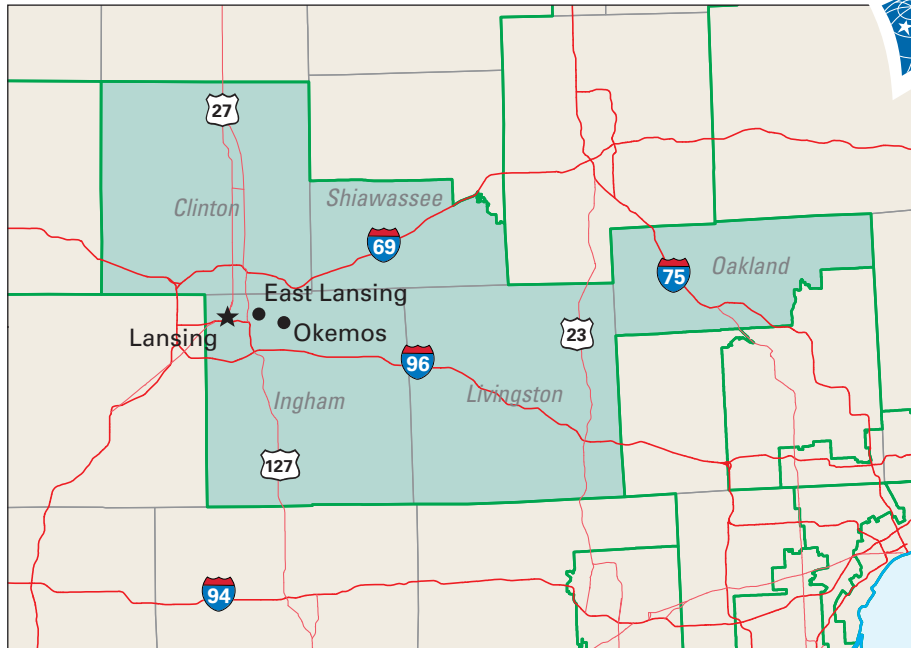 27
Clinton
Shiawassee
69
75
Oakland
East Lansing
Lansing
Okemos
23
96
Ingham
Livingston
127
94